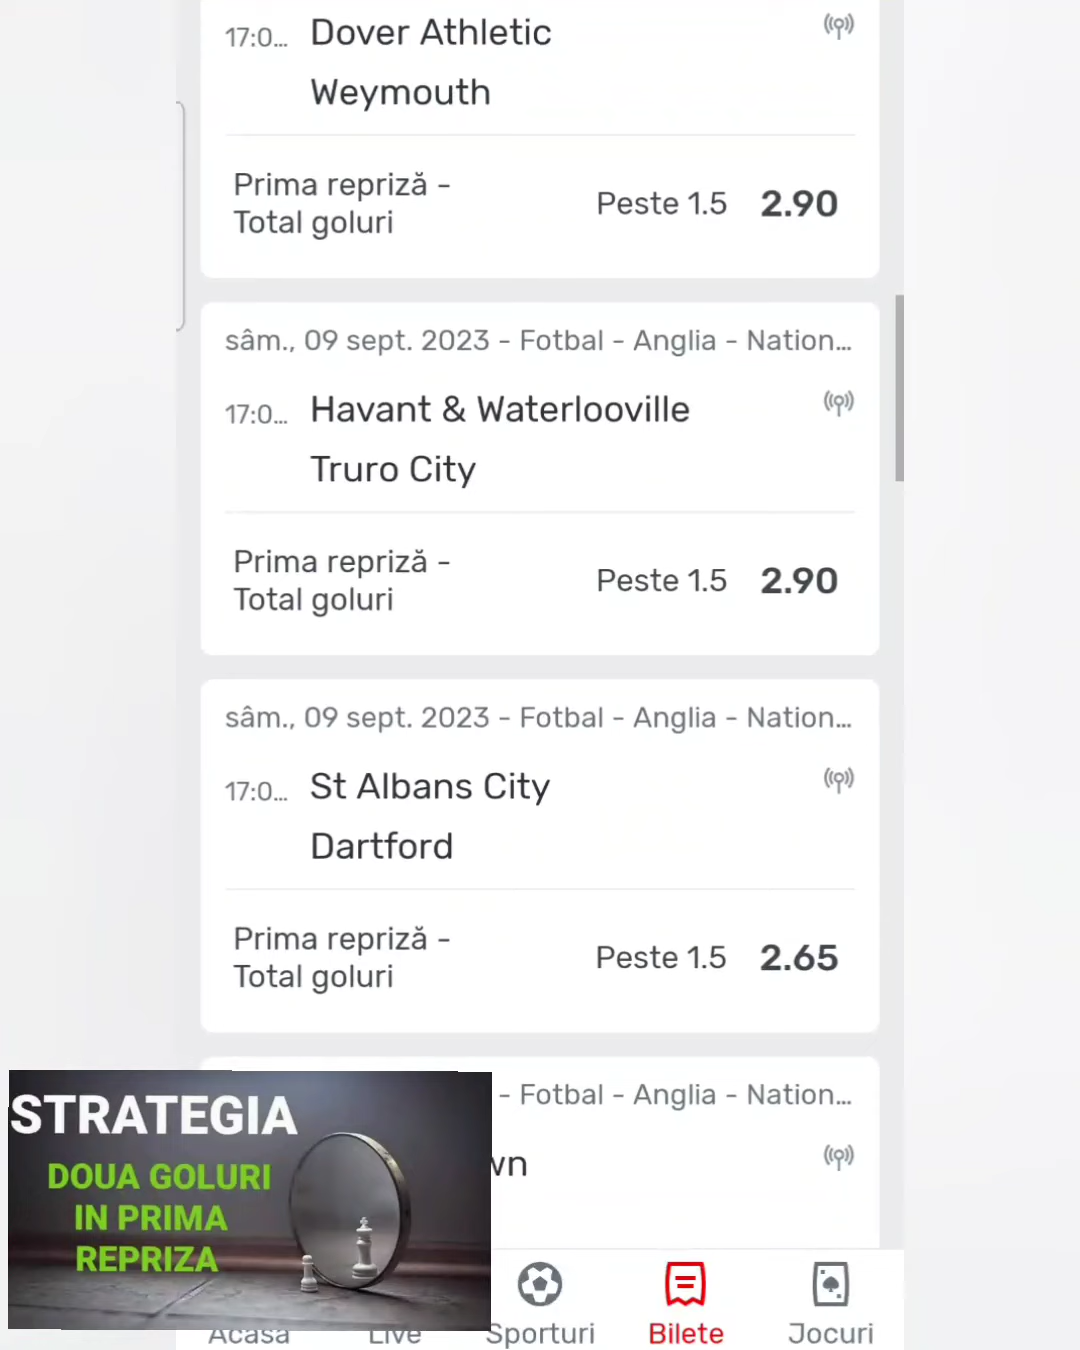 17:0... Dover Athletic
Weymouth
Prima repriză -
Total goluri
Peste 1.5 2.90
sâm., 09 sept. 2023 - Fotbal - Anglia - Nation...
17:0... Havant & Waterlooville
Truro City
Prima repriză -
Total goluri
Peste 1.5 2.90
sâm., 09 sept. 2023 - Fotbal - Anglia - Nation...
17:0... St Albans City
Dartford
Prima repriză -
Total goluri
Peste 1.5 2.65
- Fotbal - Anglia - Nation...
STRATEGIA
DOUA GOLURI
IN PRIMA
REPRIZA
Acasă Live Sporturi Bilete Jocuri